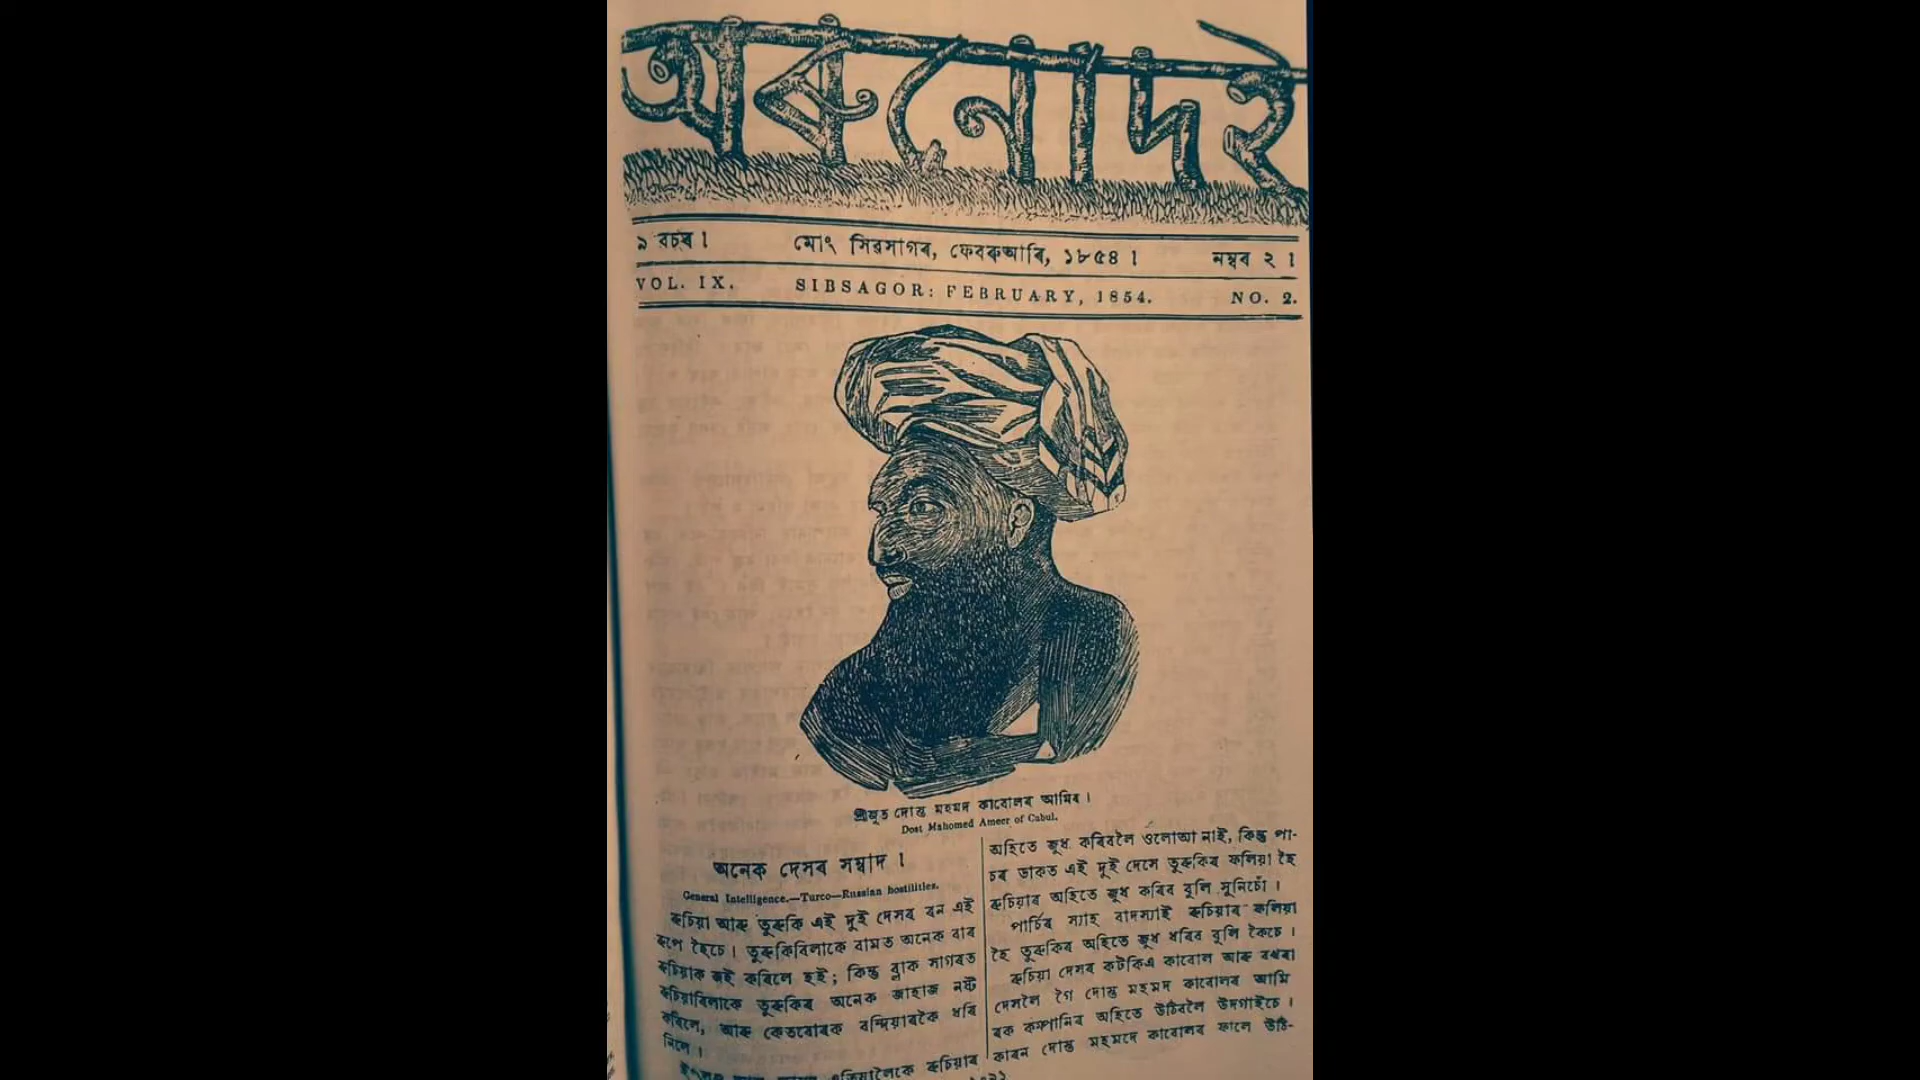 অৰুনোদই
৯ বচৰ।
মোং সিৱসাগৰ, ফেবৰুআৰি, ১৮৫৪।
নম্বৰ ২।
VOL. IX.
SIBSAGOR: FEBRUARY, 1854.
NO. 2.
শ্ৰীযুত দোস্ত মহমদ কাবোলৰ আমিৰ।
Dost Mahomed Ameer of Cabul.
অনেক দেসৰ সম্বাদ।
General Intelligence.—Turco—Russian hostilities.
ৰুচিয়া আৰু তুৰুকি এই দুই দেসৰ ৰন এই
ৰূপে হৈচে। তুৰুকিবিলাকে বামত অনেক বাৰ
ৰুচিয়াক জই কৰিলে হই; কিন্তু ব্লাক সাগৰত
ৰুচিয়াবিলাকে তুৰুকিৰ অনেক জাহাজ নষ্ট
কৰিলে, আৰু কেতবোৰক বন্দিয়াৰকৈ ধৰি
নিলে।
ৰুচিয়াৰ
অহিতে জুধ কৰিবলৈ ওলোআ নাই, কিন্তু পা-
চৰ ডাকত এই দুই দেসে তুৰুকিৰ ফলিয়া হৈ
ৰুচিয়াৰ অহিতে জুধ কৰিব বুলি সুনিচোঁ।
পাৰ্চিৰ স্যাহ বাদস্যাই ৰুচিয়াৰ ফলিয়া
হৈ তুৰুকিৰ অহিতে জুধ ধৰিব বুলি কৈচে।
ৰুচিয়া দেসৰ কটকিএ কাবোল আৰু বখৰা
দেসলৈ গৈ দোস্ত মহমদ কাবোলৰ আমি
ৰক কম্পানিৰ অহিতে উঠিবলৈ উদগাইচে।
কাৰন দোস্ত মহমদে কাবোলৰ ফালে উঠি-